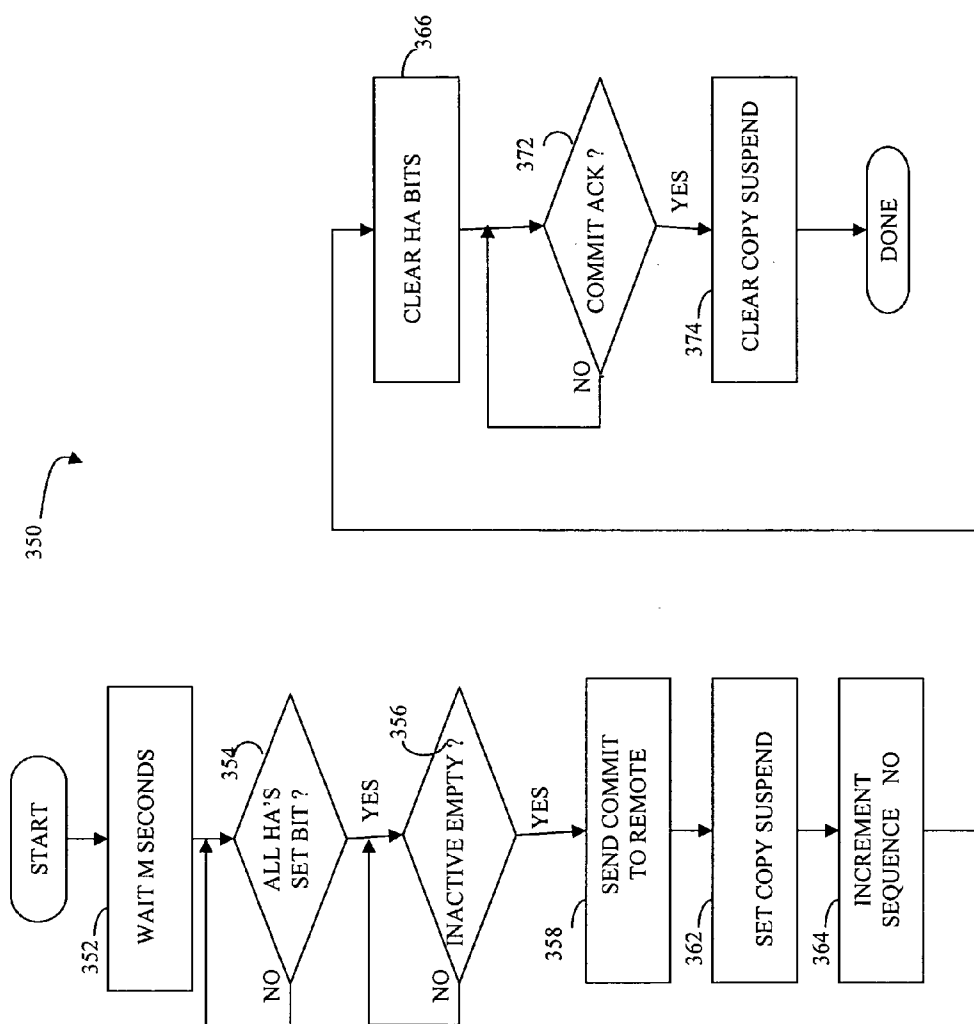 350
START
352
WAIT M SECONDS
354
ALL HA'S
SET BIT ?
NO
YES
356
INACTIVE EMPTY ?
NO
YES
358
SEND COMMIT
TO REMOTE
362
SET COPY SUSPEND
364
INCREMENT
SEQUENCE NO
366
CLEAR HA BITS
372
COMMIT ACK ?
NO
YES
374
CLEAR COPY SUSPEND
DONE